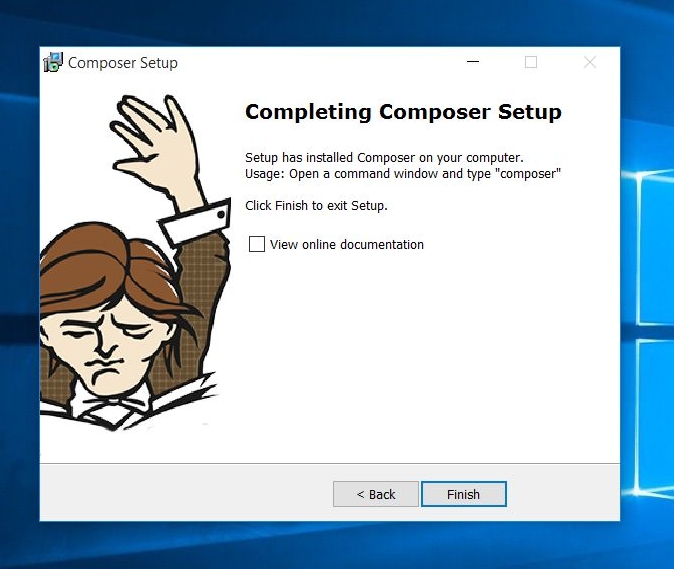 Composer Setup
Completing Composer Setup
Setup has installed Composer on your computer.
Usage: Open a command window and type "composer"
Click Finish to exit Setup.
View online documentation
< Back
Finish